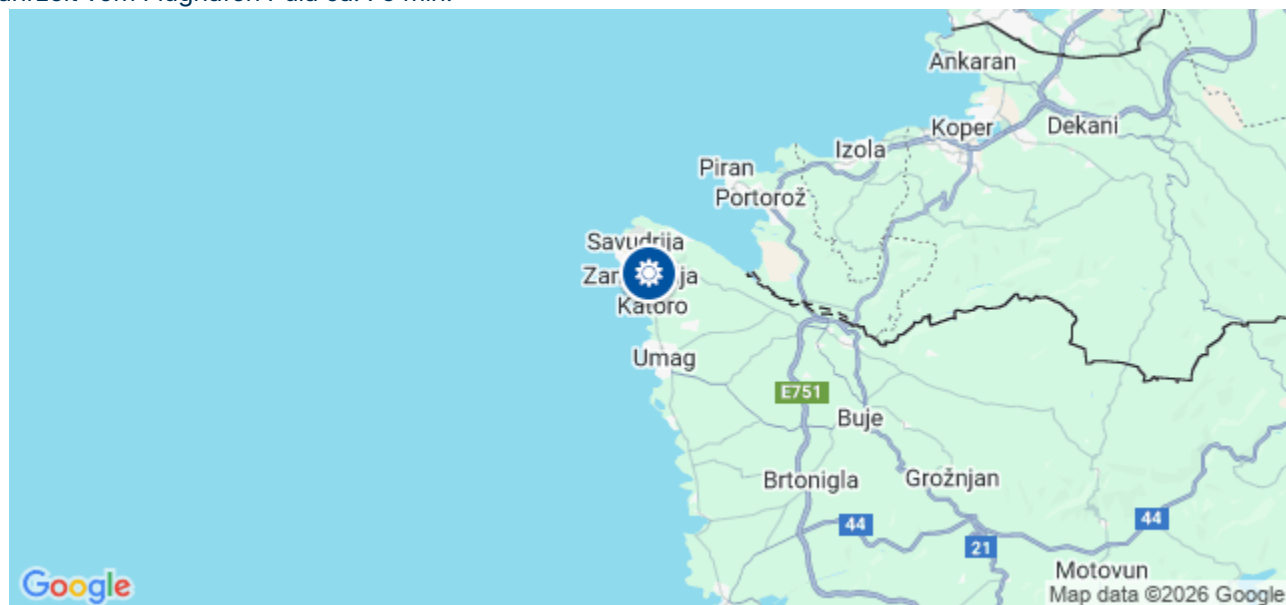 Ankaran
Koper
Dekani
Izola
Piran
Portorož
Savudrija
Katoro
Umag
E751
Buje
Brtonigla
Grožnjan
44
44
21
Motovun
Google
Map data ©2026 Google